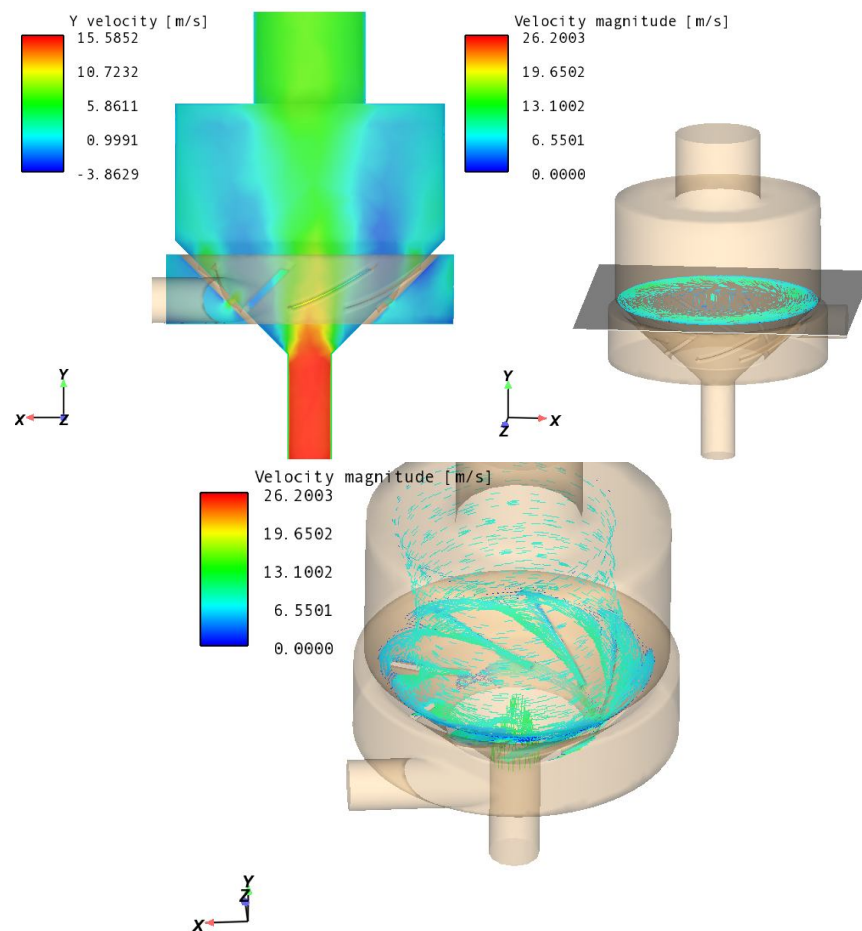 Y velocity [m/s]
15.5852
10.7232
5.8611
0.9991
-3.8629
Y
X
Z
Velocity magnitude [m/s]
26.2003
19.6502
13.1002
6.5501
0.0000
Y
Z
X
Velocity magnitude [m/s]
26.2003
19.6502
13.1002
6.5501
0.0000
Y
Z
X